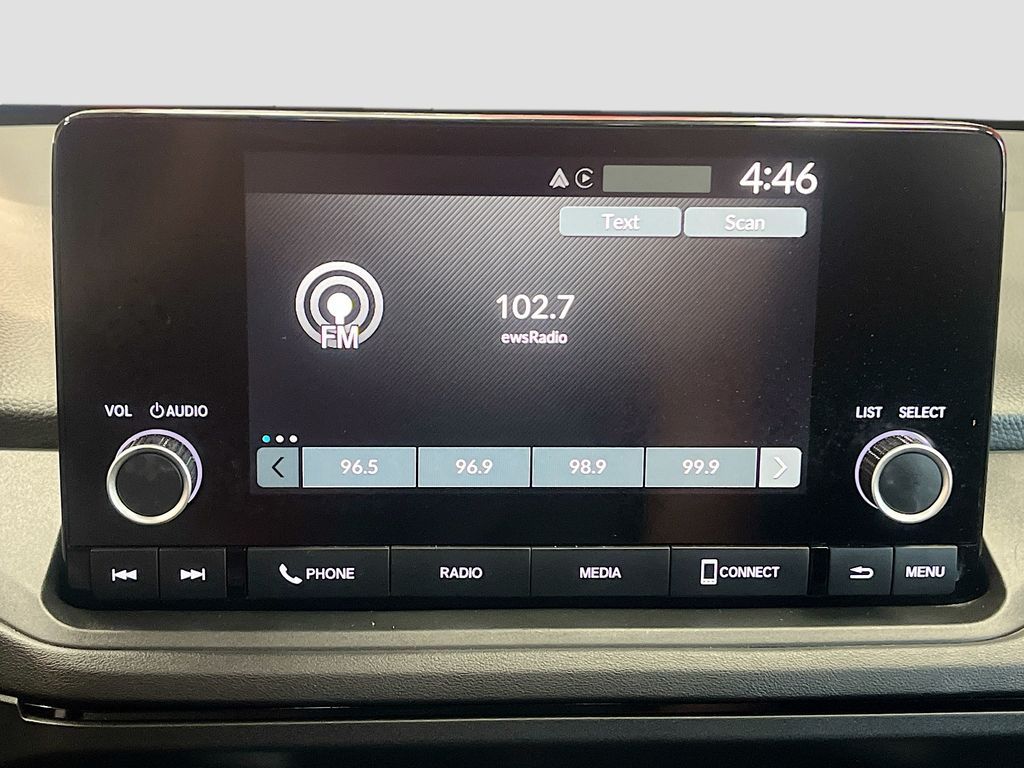 4:46
Text Scan
102.7
FM
ewsRadio
VOL AUDIO
LIST SELECT
96.5 96.9 98.9 99.9
PHONE RADIO MEDIA CONNECT MENU